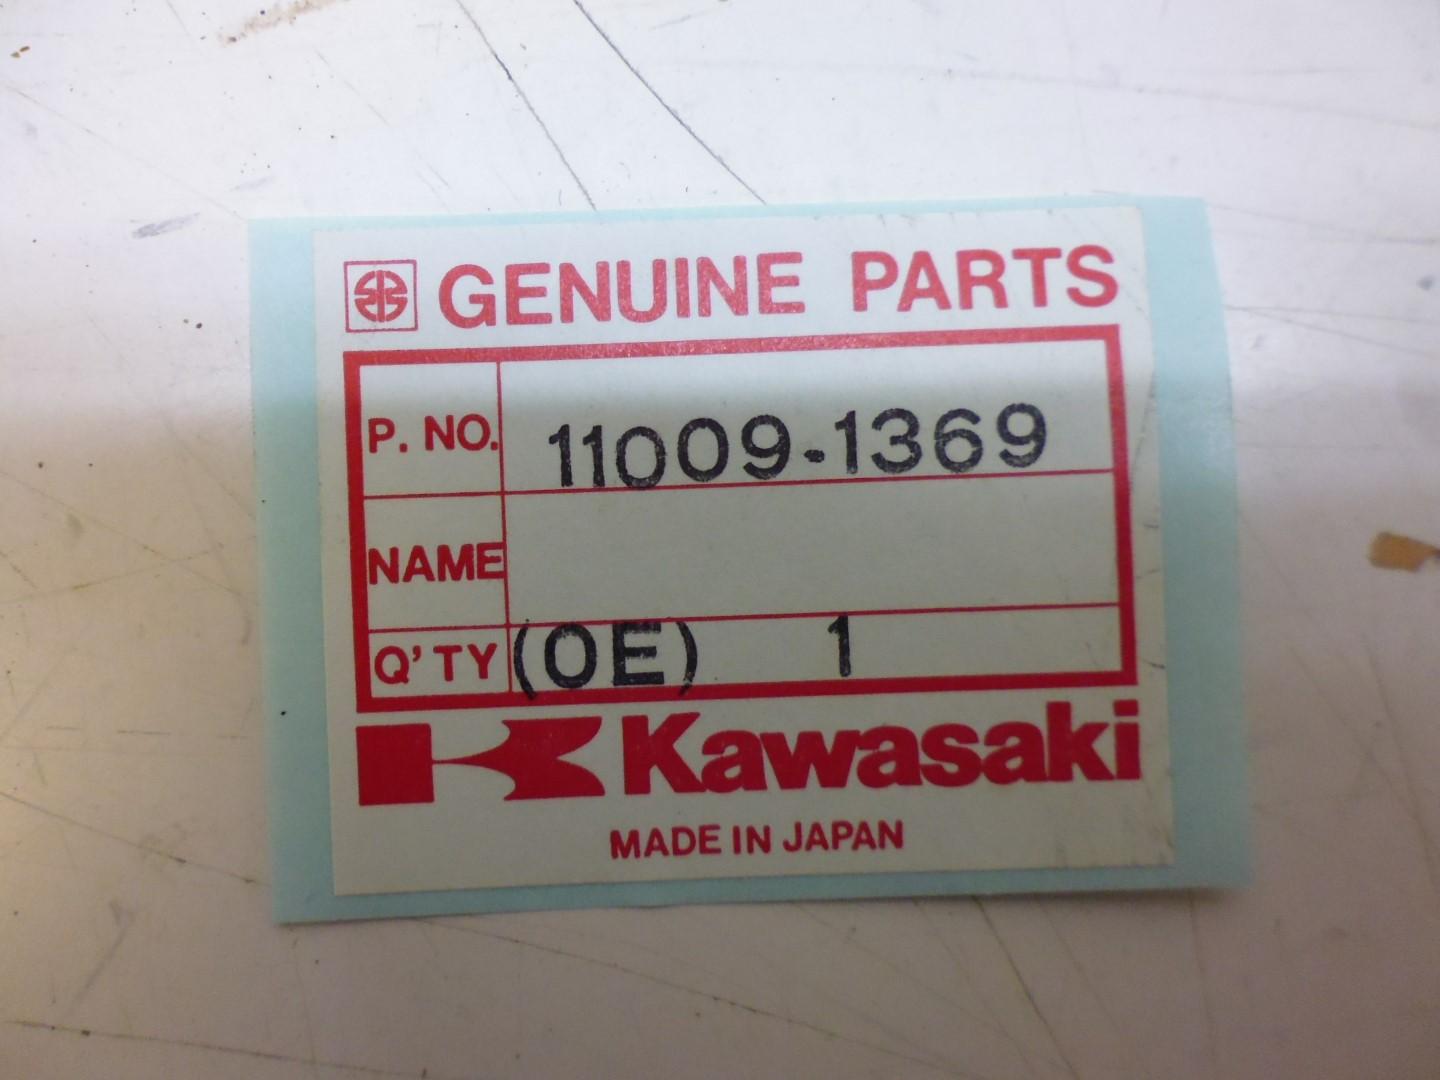 GENUINE PARTS
P. NO. 11009-1369
NAME
Q'TY (OE) 1
Kawasaki
MADE IN JAPAN